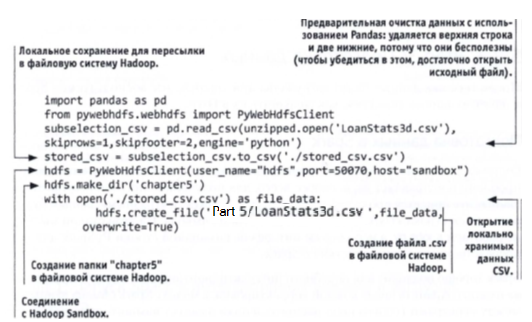 Предварительная очистка данных с исполь-
зованием Pandas: удаляется верхняя строка
и две нижние, потому что они бесполезны
(чтобы убедиться в этом, достаточно открыть
исходный файл).
Локальное сохранение для пересылки
в файловую систему Hadoop.
import pandas as pd
from pywebhdfs.webhdfs import PyWebHdfsClient
subselection_csv = pd.read_csv(unzipped.open('LoanStats3d.csv'),
skiprows=1,skipfooter=2,engine='python')
stored_csv = subselection_csv.to_csv('./stored_csv.csv')
hdfs = PyWebHdfsClient(user_name="hdfs",port=50070,host="sandbox")
hdfs.make_dir('chapter5')
with open('./stored_csv.csv') as file_data:
hdfs.create_file('Part 5/LoanStats3d.csv ',file_data,
overwrite=True)
Создание файла .csv
в файловой системе
Hadoop.
Открытие
локально
хранимых
данных
CSV.
Создание папки "chapter5"
в файловой системе Hadoop.
Соединение
с Hadoop Sandbox.